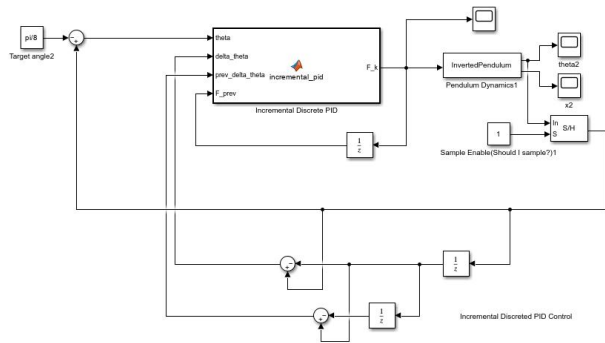 pi/8
Target angle2
theta
delta_theta
prev_delta_theta
F_prev
incremental_pid
F_k
Incremental Discrete PID
InvertedPendulum
Pendulum Dynamics1
theta2
x2
1
In
S
S/H
Sample Enable(Should I sample?)1
1
z
1
z
1
z
Incremental Discreted PID Control